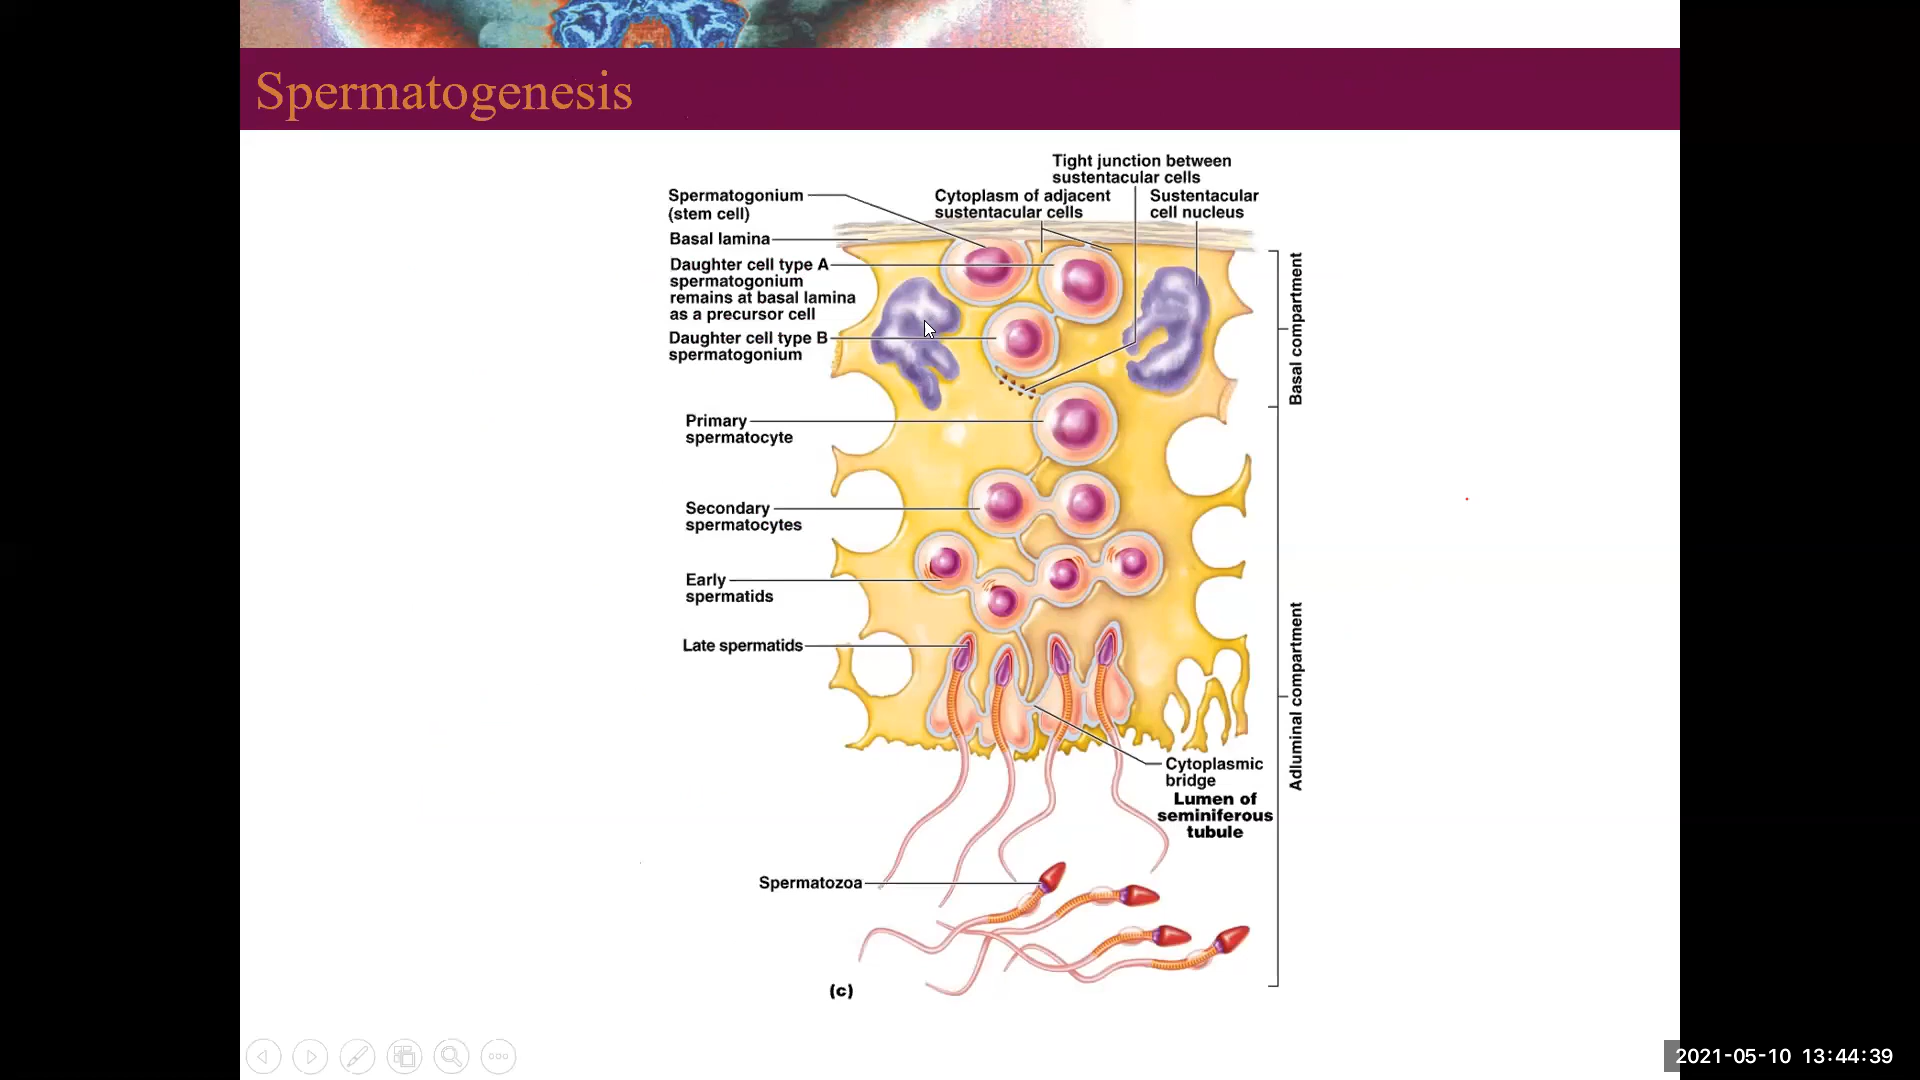 Spermatogenesis
Tight junction between
sustentacular cells
Spermatogonium
(stem cell)
Cytoplasm of adjacent
sustentacular cells
Sustentacular
cell nucleus
Basal lamina
Daughter cell type A
spermatogonium
remains at basal lamina
as a precursor cell
Daughter cell type B
spermatogonium
Basal compartment
Primary
spermatocyte
Secondary
spermatocytes
Early
spermatids
Late spermatids
Adluminal compartment
Cytoplasmic
bridge
Lumen of
seminiferous
tubule
Spermatozoa
(c)
2021-05-10 13:44:39